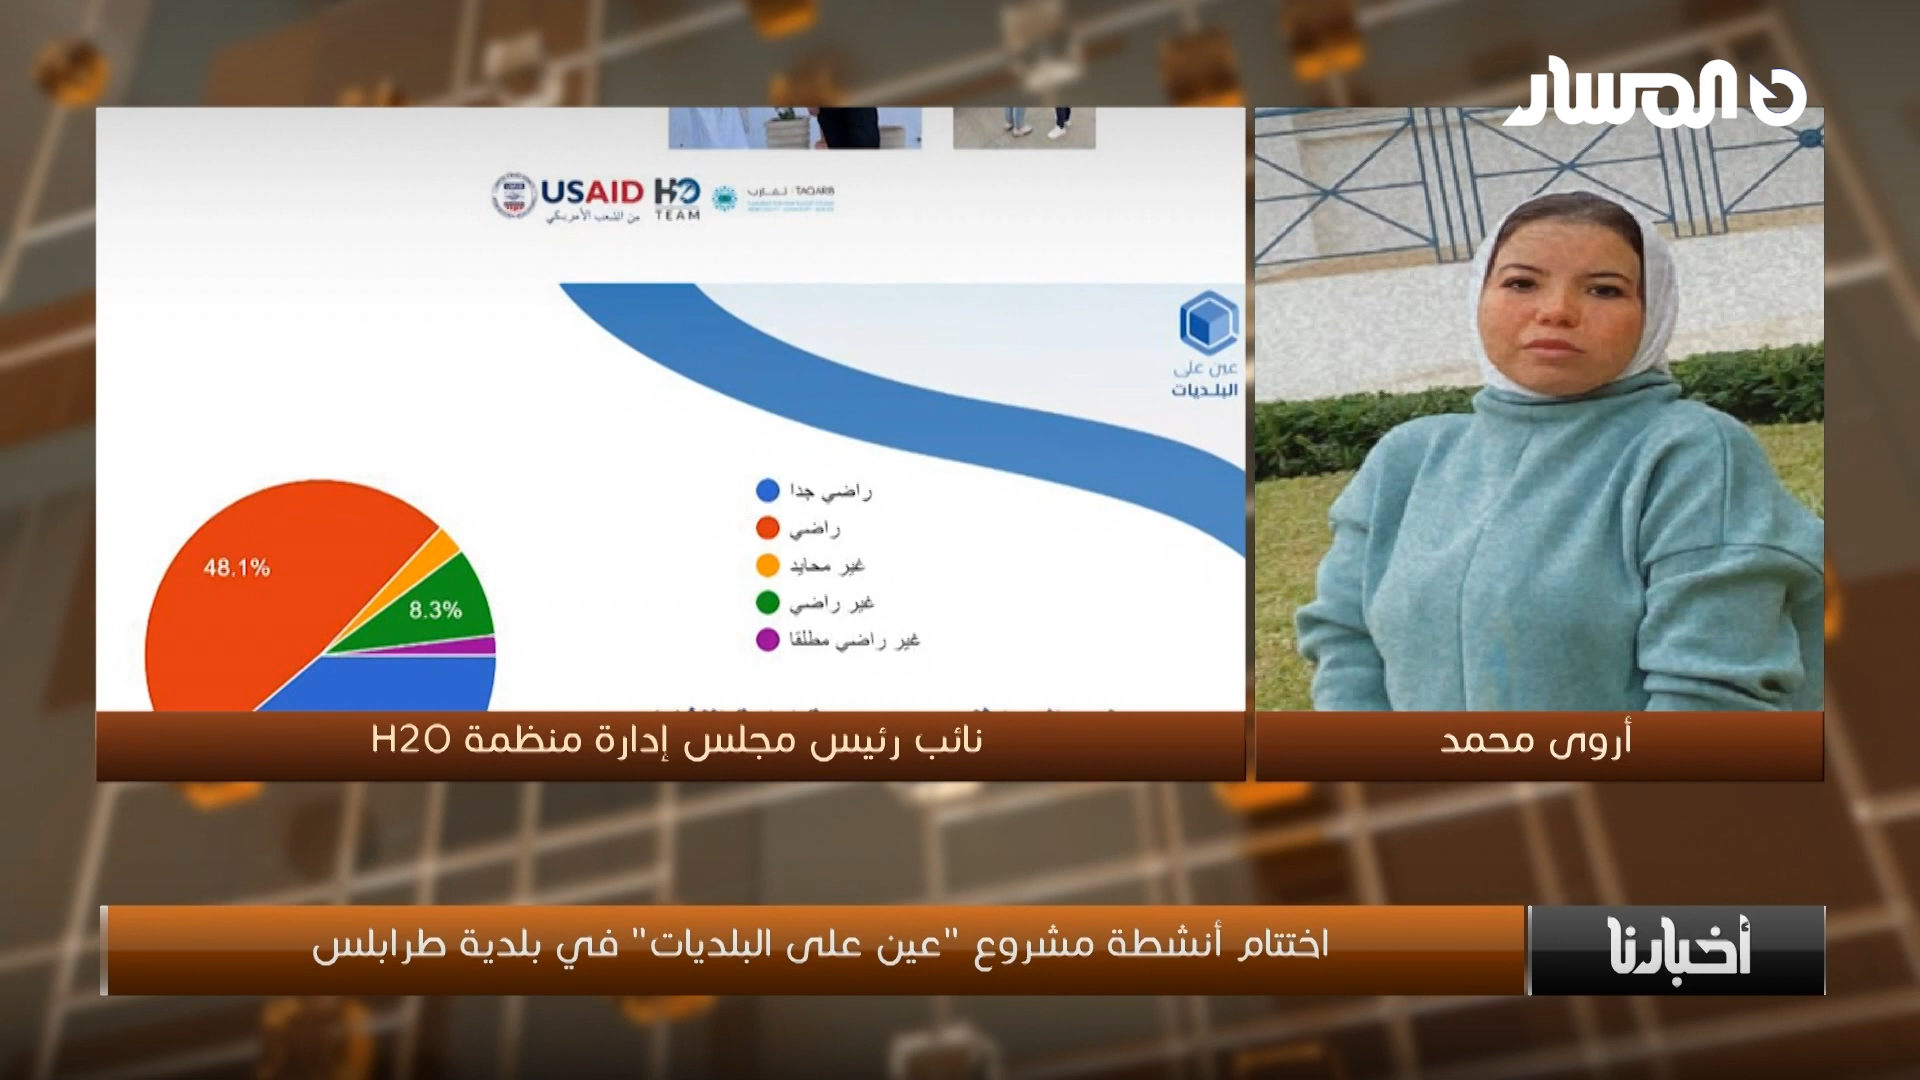 المسار
USAID
من الشعب الأمريكي
H2O
TEAM
تقارب | TAQARIB
عين على
البلديات
راضي جدا
راضي
غير محايد
غير راضي
غير راضي مطلقا
48.1%
8.3%
أروى محمد
نائب رئيس مجلس إدارة منظمة H2O
أخبارنا
اختتام أنشطة مشروع "عين على البلديات" في بلدية طرابلس